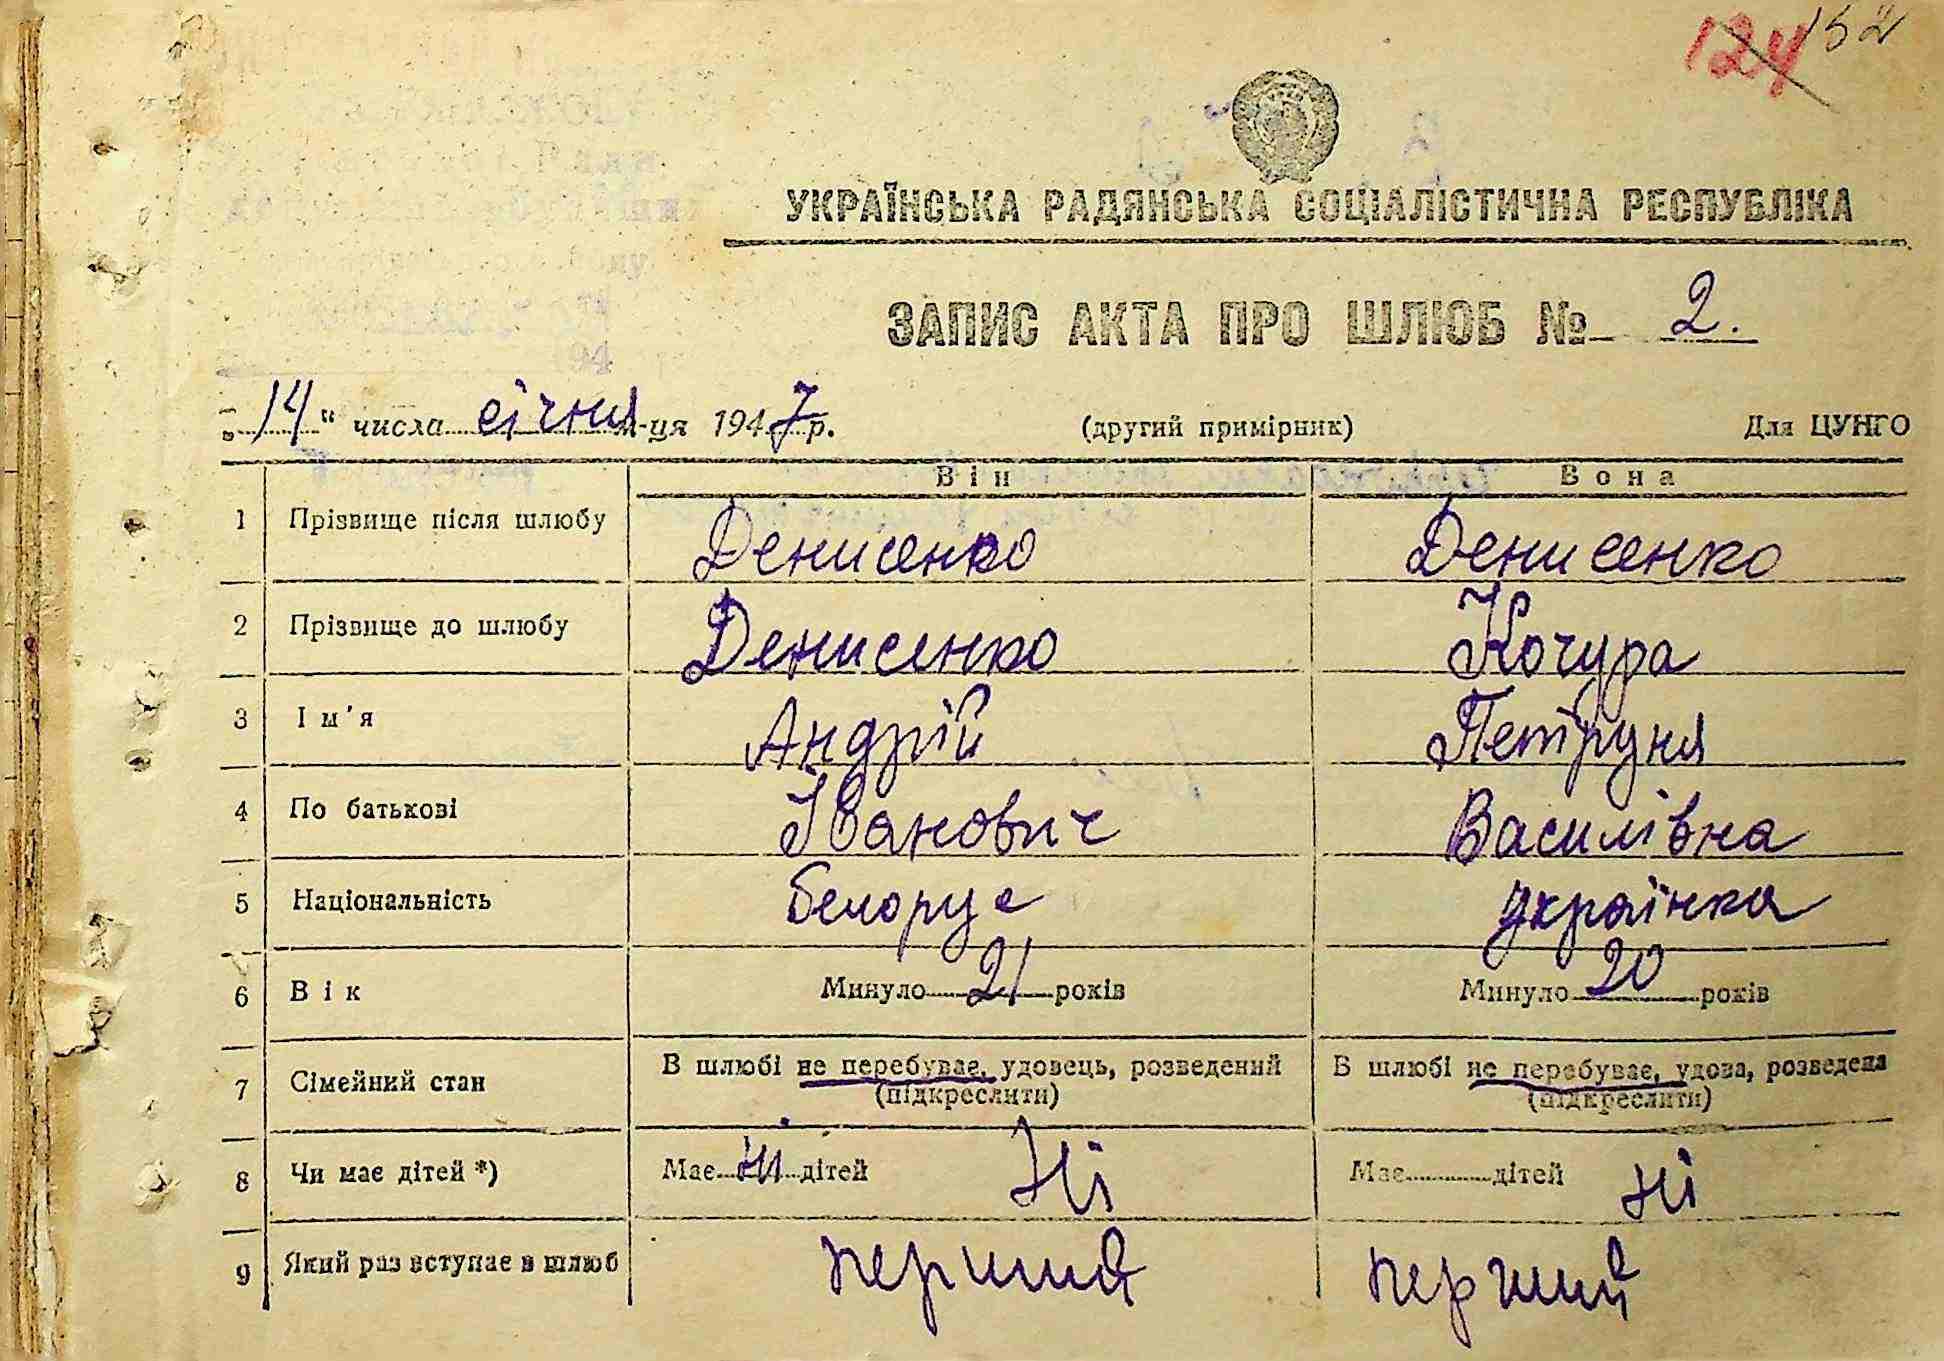 124 152
УКРАЇНСЬКА РАДЯНСЬКА СОЦІАЛІСТИЧНА РЕСПУБЛІКА
ЗАПИС АКТА ПРО ШЛЮБ № 2.
„14“ числа січня м-ця 1947 р. (другий примірник) Для ЦУНГО
Він Вона
1 Прізвище після шлюбу Денисенко Денисенко
2 Прізвище до шлюбу Денисенко Кочура
3 Ім'я Андрій Петруня
4 По батькові Іванович Василівна
5 Національність Белорус українка
6 Вік Минуло 21 років Минуло 20 років
7 Сімейний стан В шлюбі не перебуває, удовець, розведений В шлюбі не перебуває, удова, розведена
(підкреслити) (підкреслити)
8 Чи має дітей *) Має ні дітей Ні Має дітей ні
9 Який раз вступає в шлюб перший перший